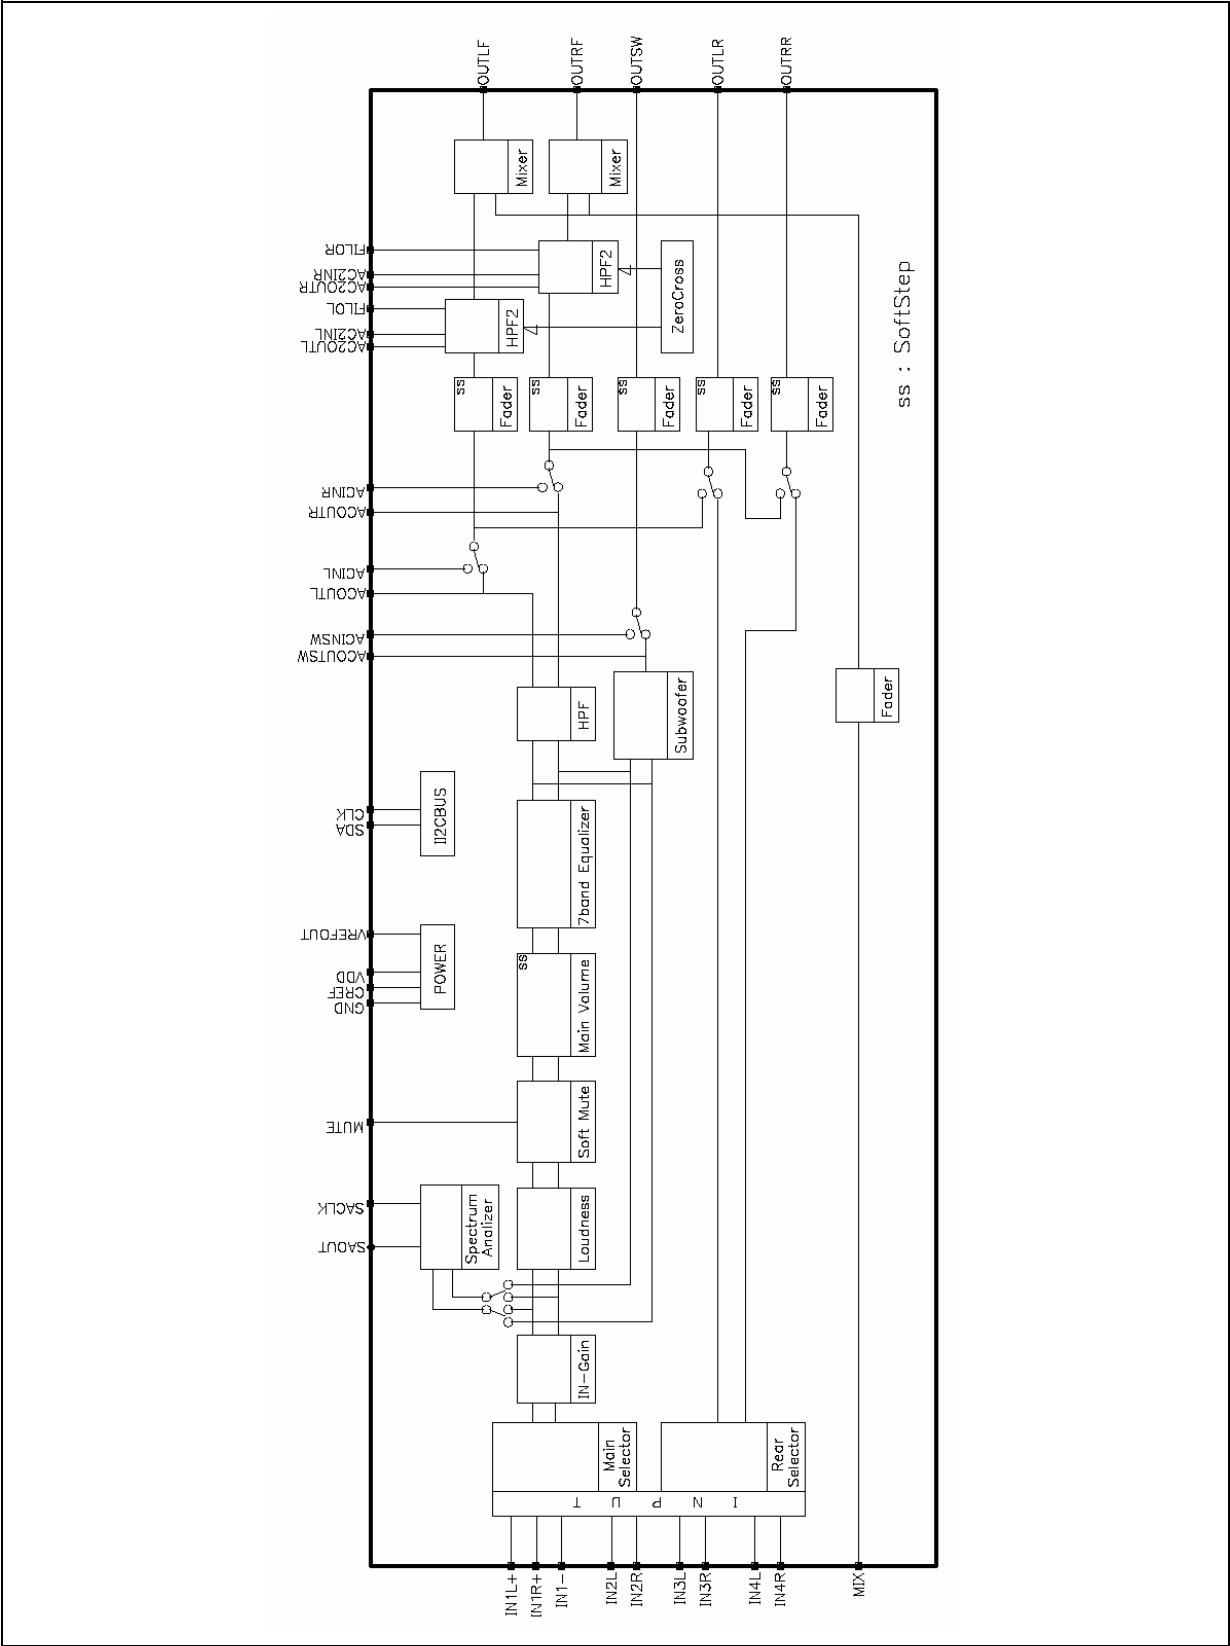 OUTLF
OUTRF
OUTSW
OUTLR
OUTRR
Mixer
Mixer
FILOR
AC2INR
AC2OUTR
FILOL
AC2INL
AC2OUTL
HPF2
HPF2
ZeroCross
ss : SoftStep
ss
Fader
ss
Fader
ss
Fader
ss
Fader
ss
Fader
ACINR
ACOUTR
ACINL
ACOUTL
ACINSW
ACOUTSW
HPF
Subwoofer
Fader
CLK
SDA
II2CBUS
7band Equalizer
VREFOUT
VDD
CREF
GND
POWER
ss
Main Volume
MUTE
Soft Mute
SACLK
SAOUT
Spectrum
Analizer
Loudness
IN-Gain
Main
Selector
Rear
Selector
I N P U T
IN1L+
IN1R+
IN1-
IN2L
IN2R
IN3L
IN3R
IN4L
IN4R
MIX